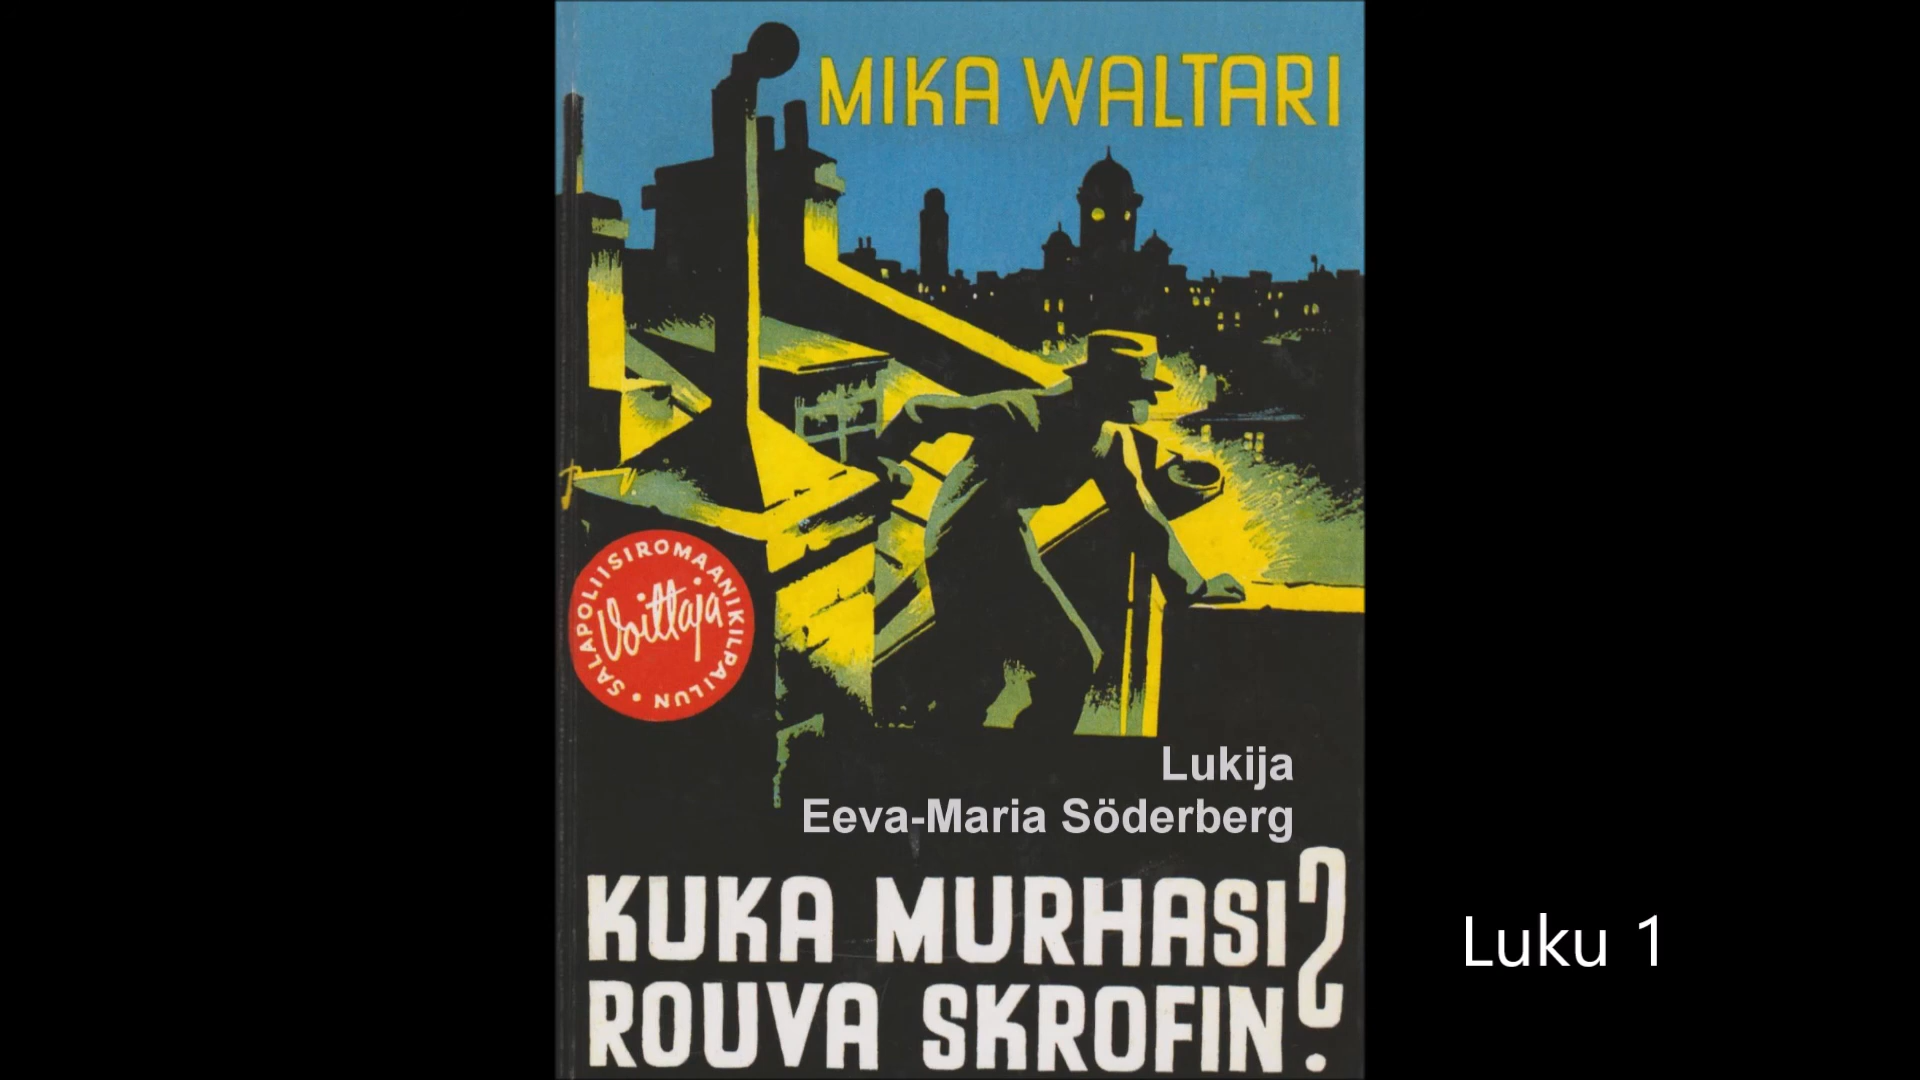 MIKA WALTARI
SALAPOLIISIROMAANIKILPAILUN •
Voittaja
Lukija
Eeva-Maria Söderberg
KUKA MURHASI
ROUVA SKROFIN?
Luku 1